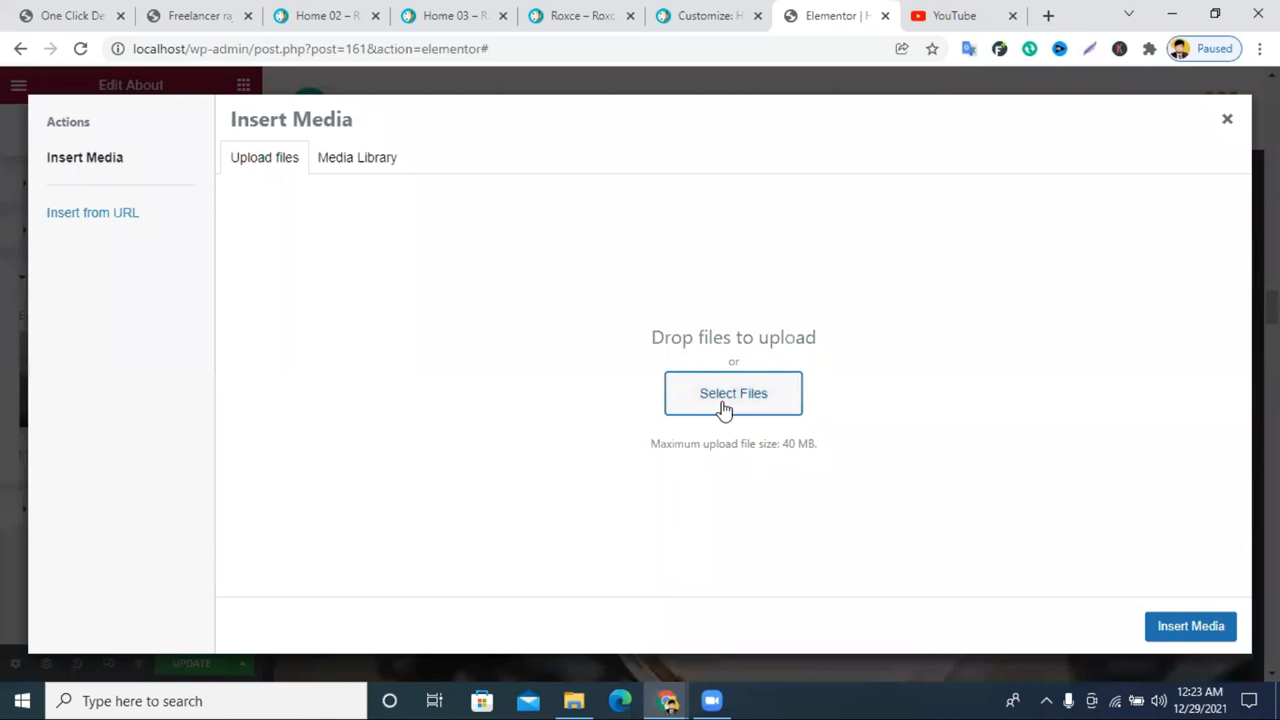 One Click De
Freelancer raj
Home 02 – R
Home 03 – R
Roxce – Roxc
Customize: H
Elementor | H
YouTube
localhost/wp-admin/post.php?post=161&action=elementor#
Paused
Edit About
Actions
Insert Media
Insert from URL
Insert Media
Upload files
Media Library
Drop files to upload
or
Select Files
Maximum upload file size: 40 MB.
Insert Media
UPDATE
Type here to search
12:23 AM
12/29/2021